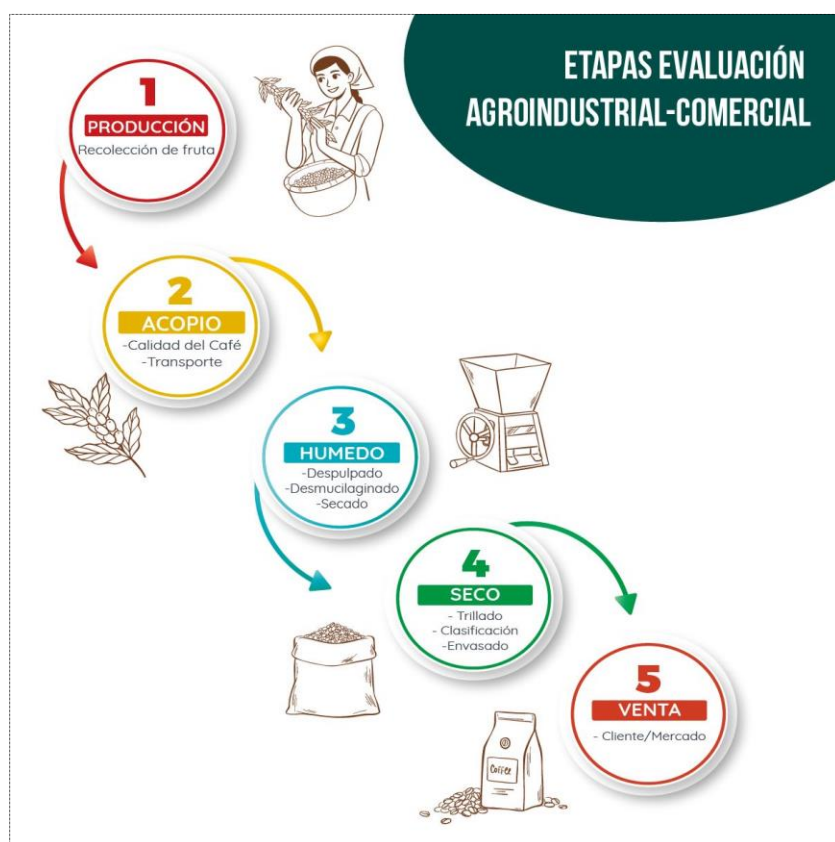 ETAPAS EVALUACIÓN
AGROINDUSTRIAL-COMERCIAL
1
PRODUCCIÓN
Recolección de fruta
2
ACOPIO
-Calidad del Café
-Transporte
3
HUMEDO
-Despulpado
-Desmucilaginado
-Secado
4
SECO
- Trillado
- Clasificación
-Envasado
5
VENTA
- Cliente/Mercado
Coffee